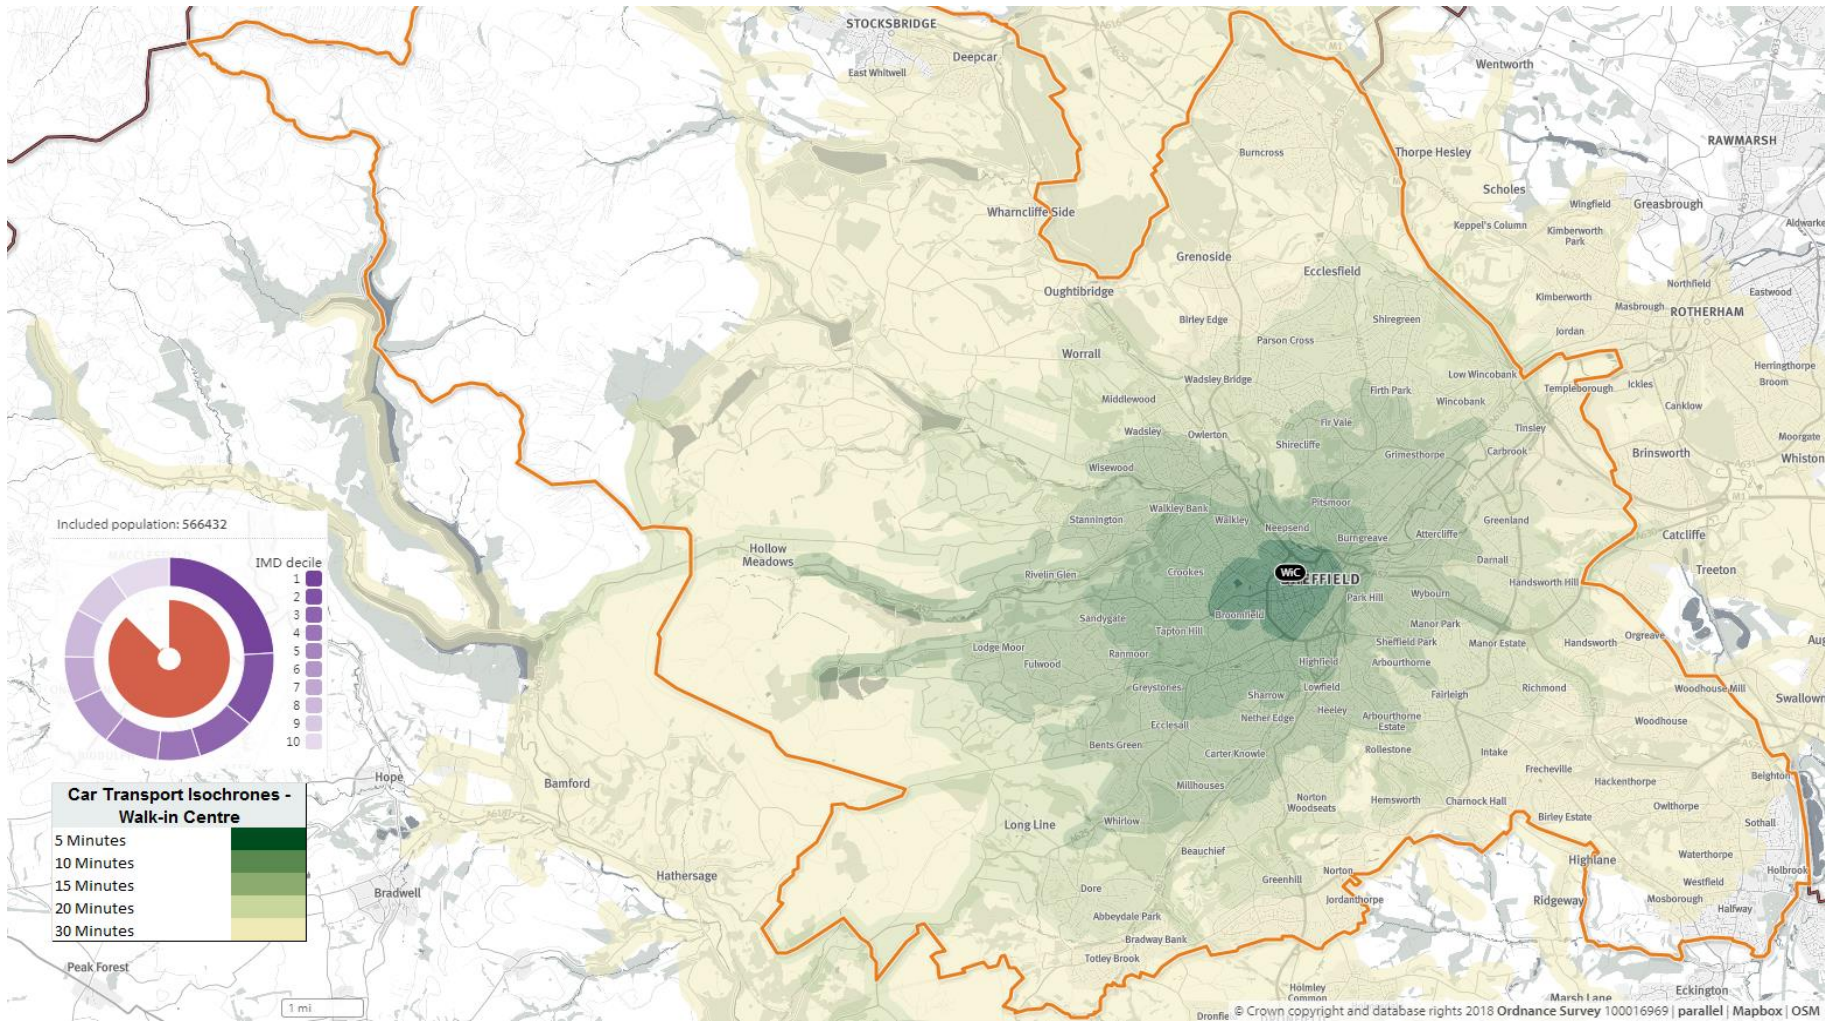 STOCKSBRIDGE
Deepcar
East Whitwell
A616
M1
Wentworth
RAWMARSH
Burncross
Thorpe Hesley
Scholes
Wingfield
Greasbrough
Aldwarke
Wharncliffe Side
Keppel's Column
Kimberworth
Park
Grenoside
Ecclesfield
Oughtibridge
Kimberworth
Northfield
Eastwood
Masbrough
ROTHERHAM
Birley Edge
Shiregreen
Jordan
Parson Cross
Worrall
Herringthorpe
Broom
Wadsley Bridge
Firth Park
Low Wincobank
Templeborough
Ickles
Middlewood
Wincobank
Canklow
Wadsley
Owlerton
Fir Vale
Tinsley
Moorgate
Shirecliffe
Grimesthorpe
Carbrook
Brinsworth
Whiston
Wisewood
M1
Pitsmoor
Walkley Bank
Walkley
Neepsend
Stannington
Greenland
Burngreave
Attercliffe
Catcliffe
Hollow
Meadows
Darnall
Treeton
Rivelin Glen
Crookes
WiC
SHEFFIELD
Handsworth Hill
Park Hill
Wybourn
Broomfield
Sandygate
Tapton Hill
Manor Park
Sheffield Park
Manor Estate
Handsworth
Orgreave
Lodge Moor
Fulwood
Ranmoor
Highfield
Arbourthorne
Greystones
Sharrow
Lowfield
Fairleigh
Richmond
Woodhouse Mill
Swallown
Ecclesall
Nether Edge
Heeley
Arbourthorne
Estate
Woodhouse
Bents Green
Carter Knowle
Rollestone
Intake
Frecheville
Hackenthorpe
Beighton
Millhouses
Norton
Woodseats
Hemsworth
Charnock Hall
Owlthorpe
Birley Estate
Sothall
Long Line
Whirlow
Beauchief
Highlane
Waterthorpe
Holbrook
Greenhill
Norton
Westfield
Dore
Jordanthorpe
Ridgeway
Mosborough
Halfway
Abbeydale Park
Bradway Bank
Totley Brook
Holmley
Common
Marsh Lane
Eckington
Dronfie
Bamford
Hope
Hathersage
Bradwell
Peak Forest
Included population: 566432
IMD decile
1
2
3
4
5
6
7
8
9
10
Car Transport Isochrones -
Walk-in Centre
5 Minutes
10 Minutes
15 Minutes
20 Minutes
30 Minutes
1 mi
© Crown copyright and database rights 2018 Ordnance Survey 100016969 | parallel | Mapbox | OSM